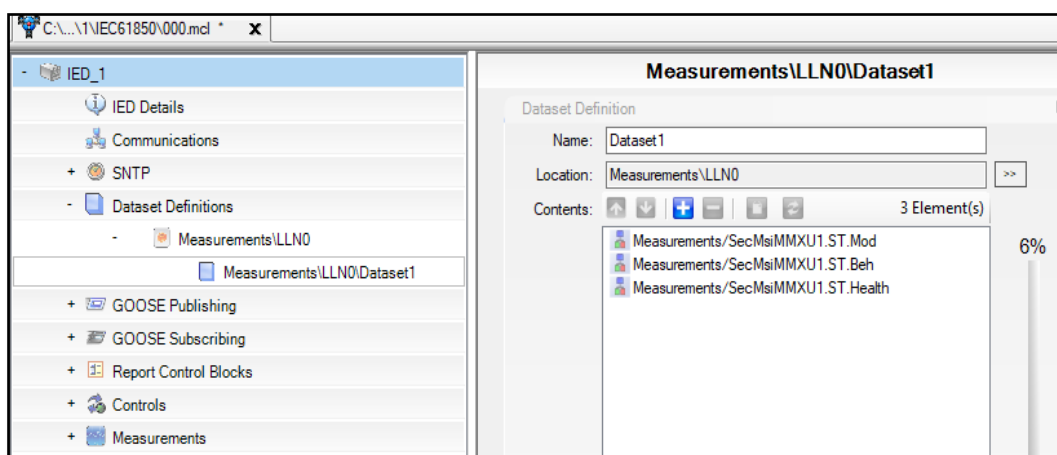 C:\...\1\IEC61850\000.mcl * X
- IED_1
IED Details
Communications
+ SNTP
- Dataset Definitions
- Measurements\LLN0
Measurements\LLN0\Dataset1
+ GOOSE Publishing
+ GOOSE Subscribing
+ Report Control Blocks
+ Controls
+ Measurements
Measurements\LLN0\Dataset1
Dataset Definition
Name: Dataset1
Location: Measurements\LLN0 >>
Contents: 3 Element(s)
Measurements/SecMsiMMXU1.ST.Mod
Measurements/SecMsiMMXU1.ST.Beh
Measurements/SecMsiMMXU1.ST.Health
6%